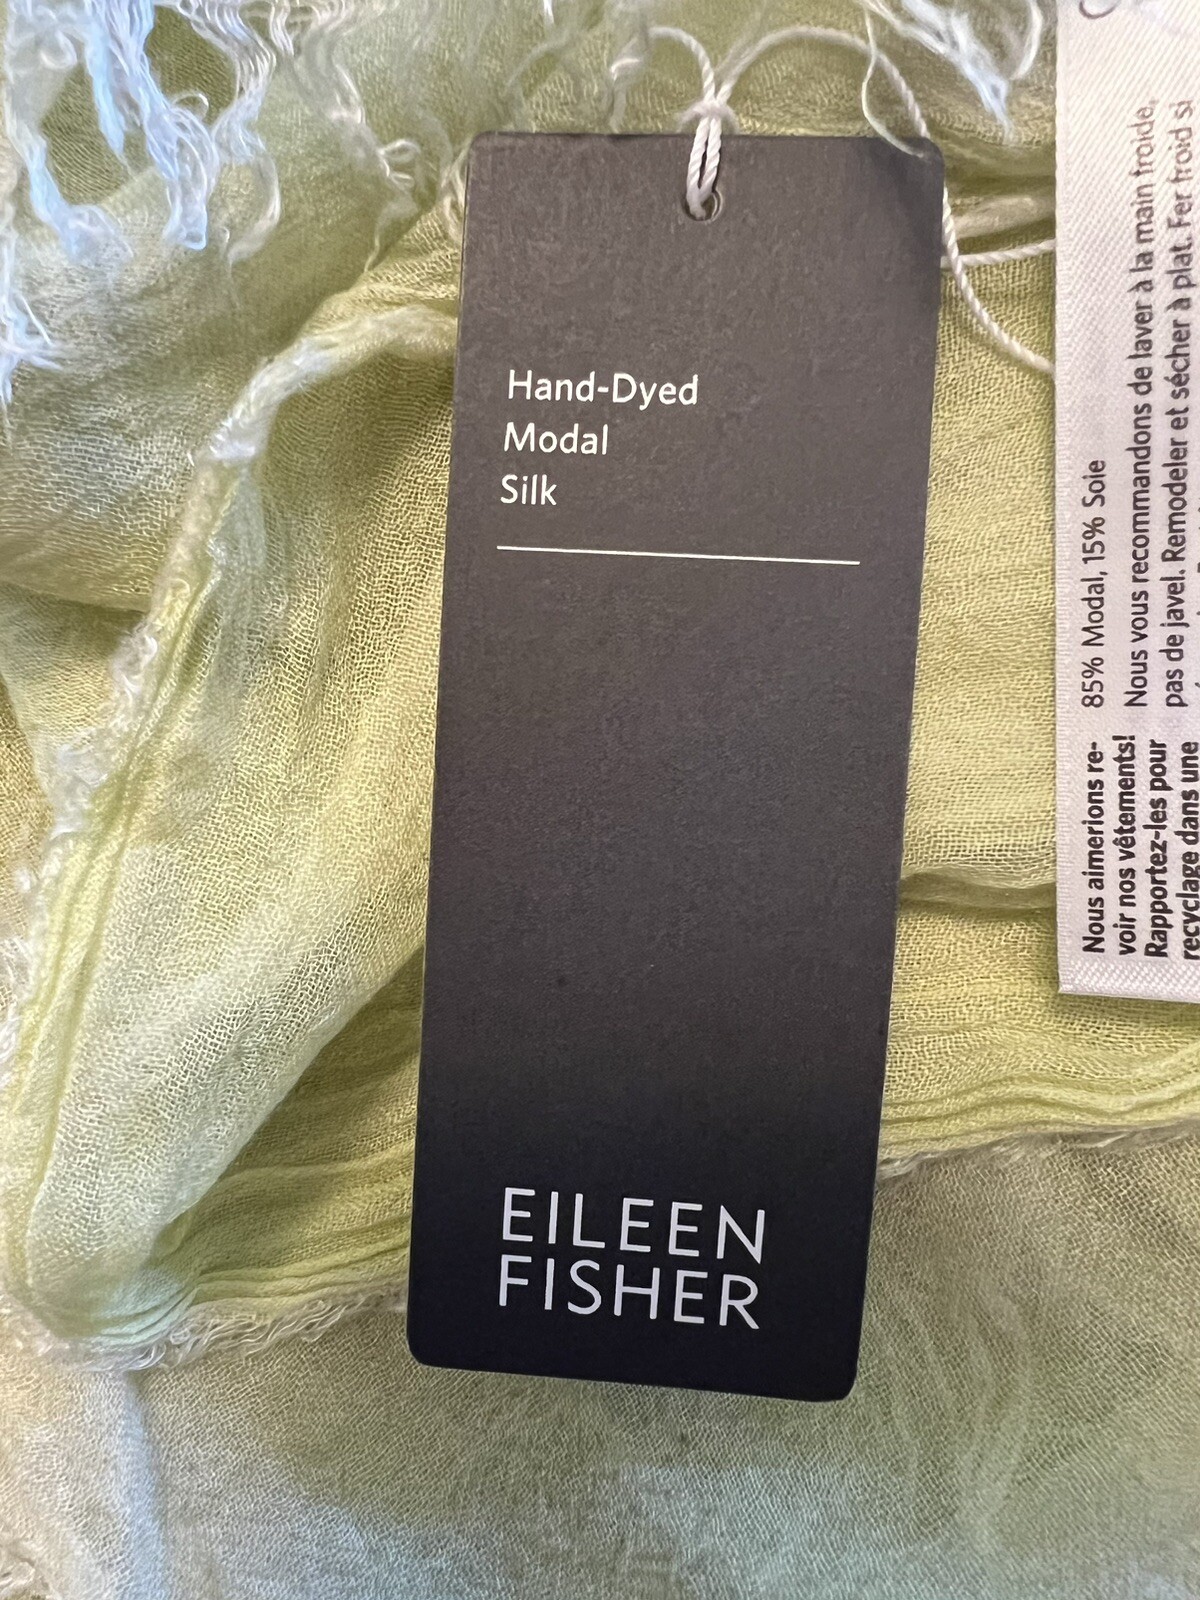 Hand-Dyed
Modal
Silk
EILEEN
FISHER
85% Modal, 15% Soie
Nous vous recommandons de laver à la main froide,
pas de javel. Remodeler et sécher à plat. Fer froid si
Nous aimerions re-
voir nos vêtements!
Rapportez-les pour
recyclage dans une